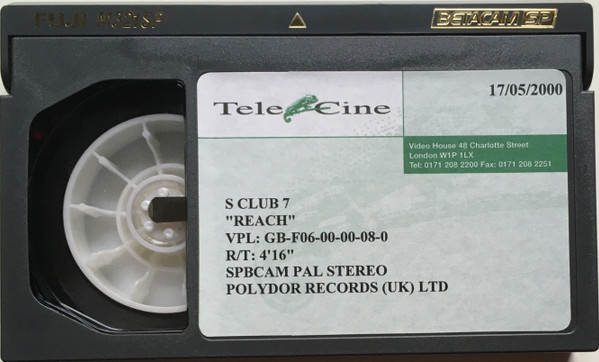 FUJI M321SP
BETACAM SP
17/05/2000
TeleCine
Video House 48 Charlotte Street
London W1P 1LX
Tel: 0171 208 2200 Fax: 0171 208 2251
S CLUB 7
"REACH"
VPL: GB-F06-00-00-08-0
R/T: 4'16"
SPBCAM PAL STEREO
POLYDOR RECORDS (UK) LTD